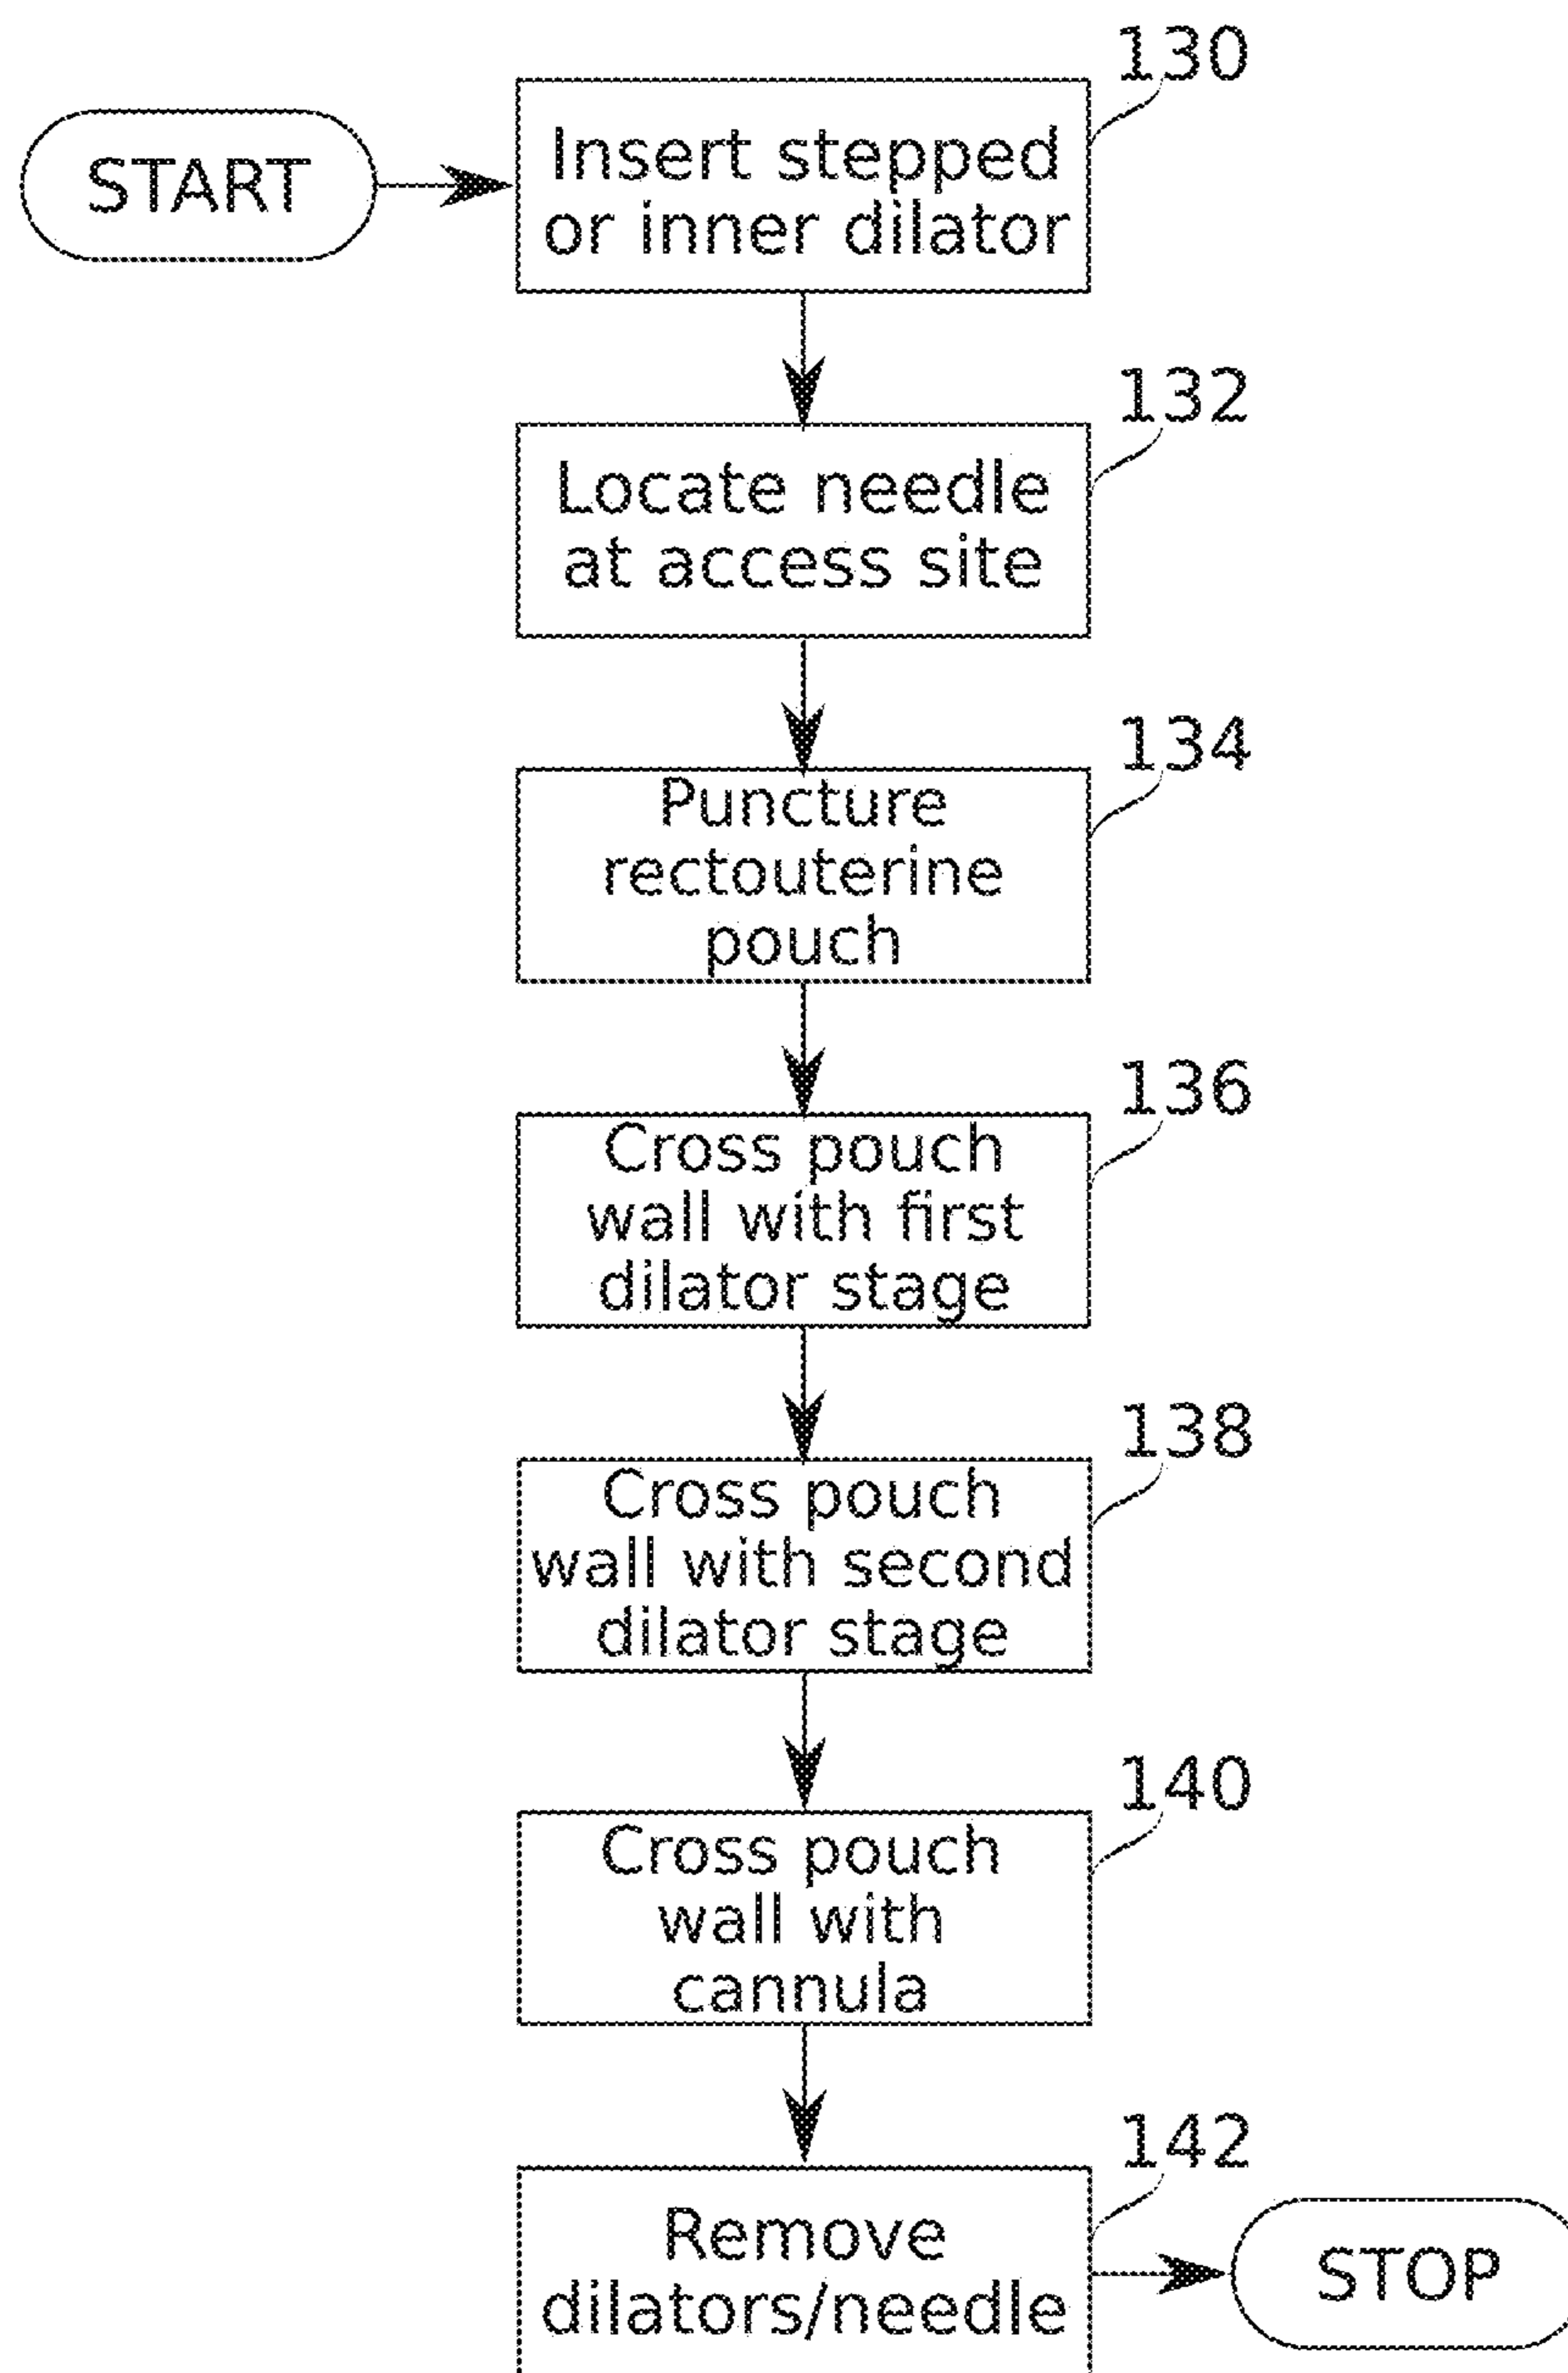 START
130
Insert stepped
or inner dilator
132
Locate needle
at access site
134
Puncture
rectouterine
pouch
136
Cross pouch
wall with first
dilator stage
138
Cross pouch
wall with second
dilator stage
140
Cross pouch
wall with
cannula
142
Remove
dilators/needle
STOP